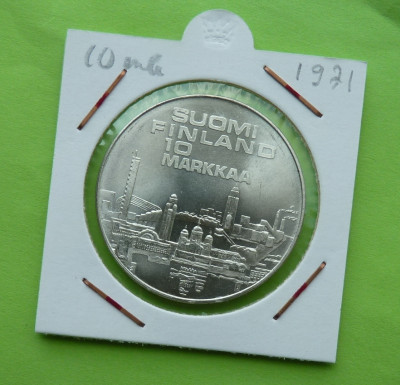 10 mk 1971
SUOMI
FINLAND
10
MARKKAA